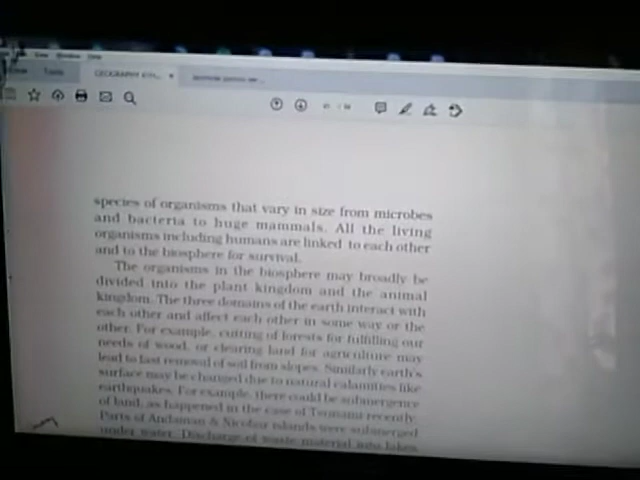 species of organisms that vary in size from microbes
and bacteria to huge mammals. All the living
organisms including humans are linked to each other
and to the biosphere for survival.
The organisms in the biosphere may broadly be
divided into the plant kingdom and the animal
kingdom. The three domains of the earth interact with
each other and affect each other in some way or the
other. For example, cutting of forests for fulfilling our
needs of wood, or clearing land for agriculture may
lead to fast removal of soil from slopes. Similarly earth's
surface may be changed due to natural calamities like
earthquakes. For example, there could be submergence
of land, as happened in the case of Tsunami recently.
Parts of Andaman & Nicobar islands were submerged
under water. Discharge of waste material into lakes